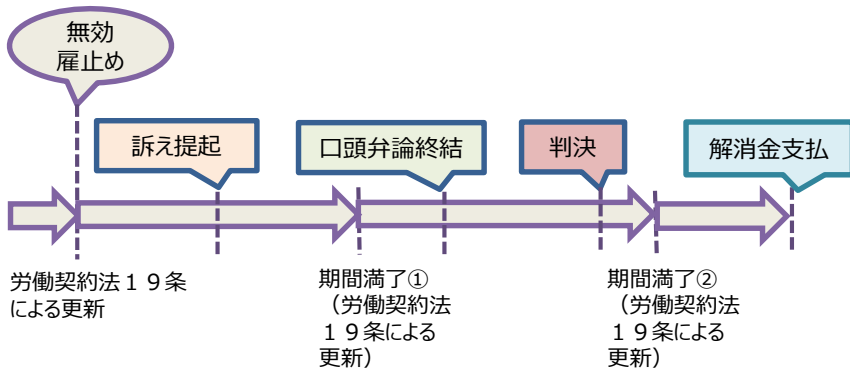 無効
雇止め
訴え提起
口頭弁論終結
判決
解消金支払
労働契約法１９条
による更新
期間満了①
（労働契約法
１９条による
更新）
期間満了②
（労働契約法
１９条による
更新）